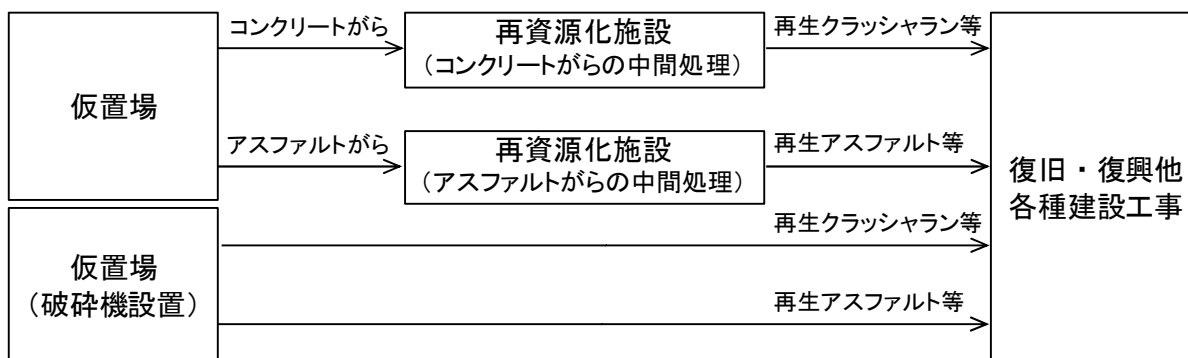 仮置場
コンクリートがら
再資源化施設
（コンクリートがらの中間処理）
再生クラッシャラン等
アスファルトがら
再資源化施設
（アスファルトがらの中間処理）
再生アスファルト等
仮置場
（破砕機設置）
再生クラッシャラン等
再生アスファルト等
復旧・復興他
各種建設工事